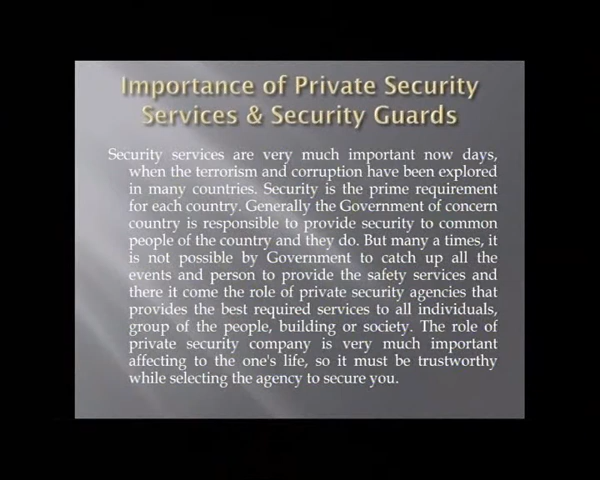 Importance of Private Security
Services & Security Guards
Security services are very much important now days,
when the terrorism and corruption have been explored
in many countries. Security is the prime requirement
for each country. Generally the Government of concern
country is responsible to provide security to common
people of the country and they do. But many a times, it
is not possible by Government to catch up all the
events and person to provide the safety services and
there it come the role of private security agencies that
provides the best required services to all individuals,
group of the people, building or society. The role of
private security company is very much important
affecting to the one's life, so it must be trustworthy
while selecting the agency to secure you.